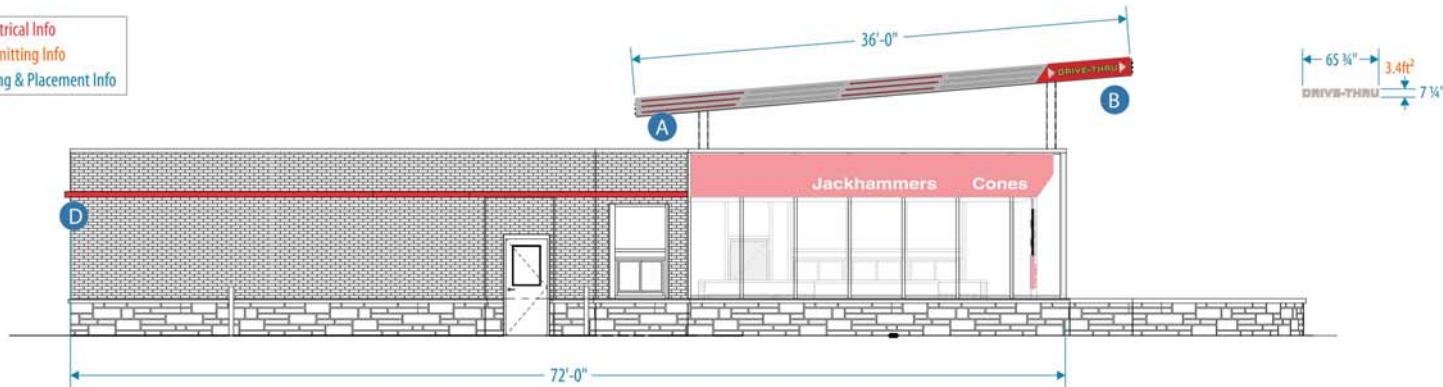 trical Info
mitting Info
ng & Placement Info
36'-0"
DRIVE-THRU
A
B
65 ¾"
3.4ft²
DRIVE-THRU
7 ¼"
Jackhammers Cones
D
72'-0"